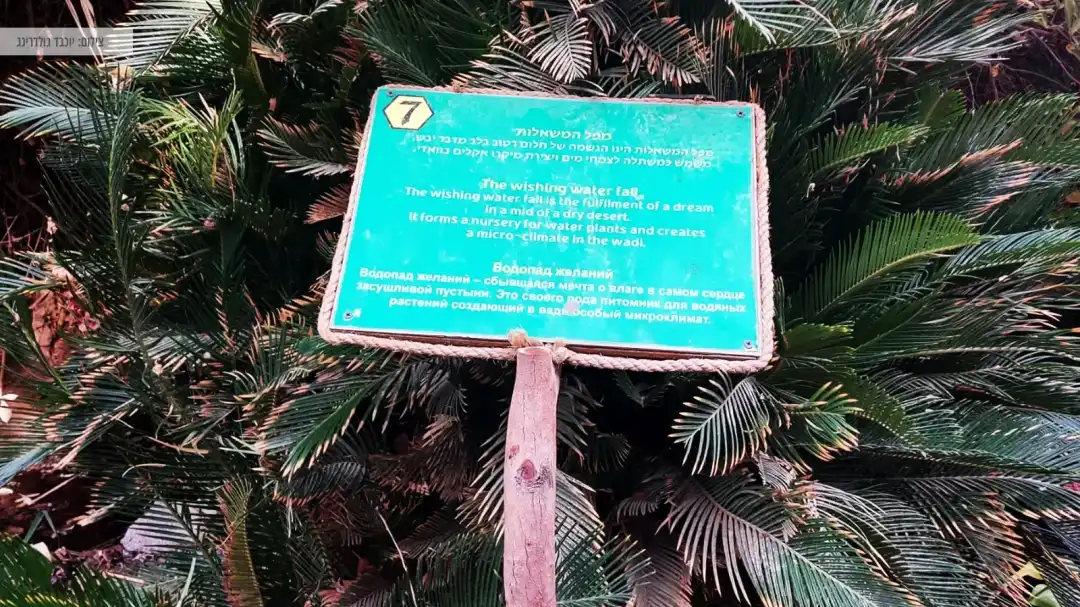 צילום: יוכבד גולדרינג
7
מפל המשאלות
מפל המשאלות הינו הגשמה של חלום רטוב בלב מדבר יבש,
משמש למשתלה לצמחי מים ויצירת מיקרו אקלים בואדי
The wishing water fall
The wishing water fall is the fulfilment of a dream
in a mid of a dry desert.
It forms a nursery for water plants and creates
a micro-climate in the wadi.
Водопад желаний
Водопад желаний – сбывшаяся мечта о влаге в самом сердце
засушливой пустыни. Это своего рода питомник для водяных
растений создающий в вади особый микроклимат.